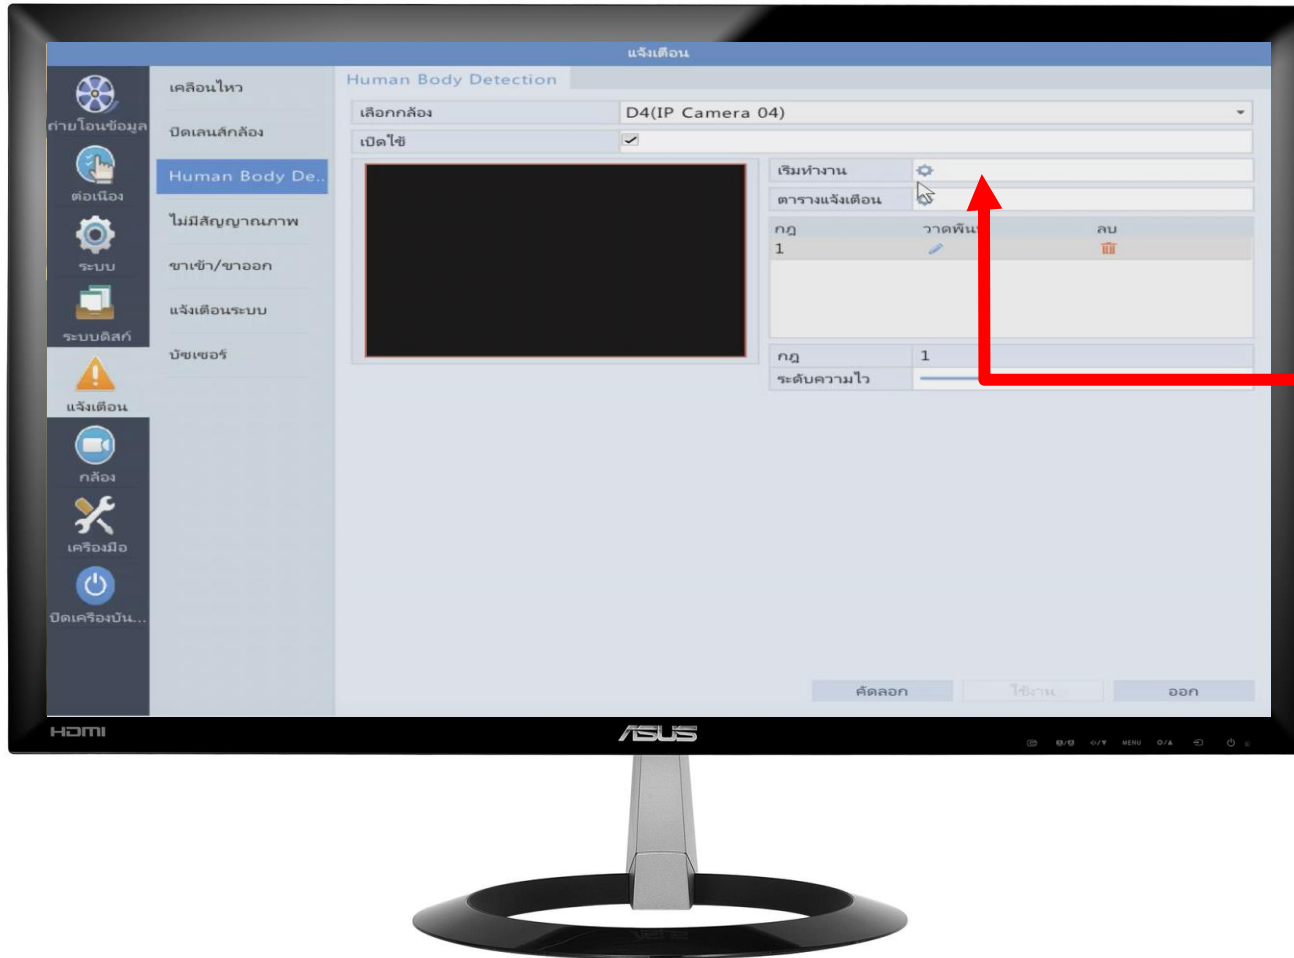 แจ้งเตือน
ถ่ายโอนข้อมูล
ต่อเนื่อง
ระบบ
ระบบดิสก์
แจ้งเตือน
กล้อง
เครื่องมือ
ปิดเครื่องบัน...
เคลื่อนไหว
ปิดเลนส์กล้อง
Human Body De..
ไม่มีสัญญาณภาพ
ขาเข้า/ขาออก
แจ้งเตือนระบบ
บัซเซอร์
Human Body Detection
เลือกกล้อง D4(IP Camera 04)
เปิดใช้
เริ่มทำงาน
ตารางแจ้งเตือน
กฎ ลบ
1
กฎ 1
ระดับความไว
คัดลอก ใช้งาน ออก
HDMI
ASUS
MENU